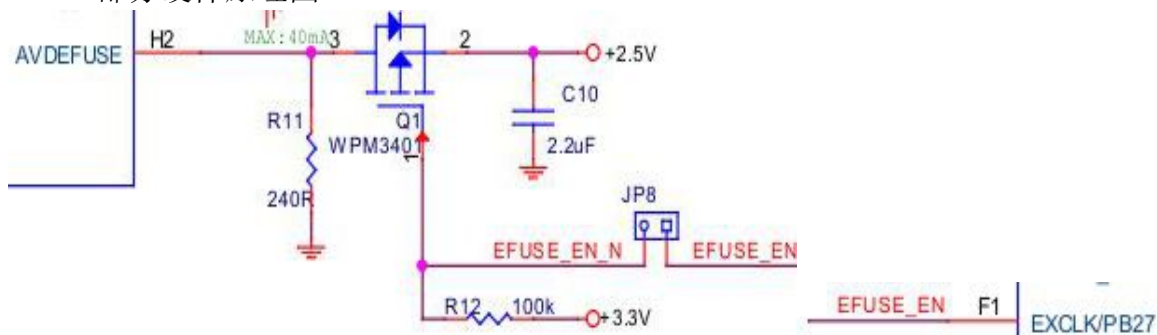 AVDEFUSE
H2
MAX:40mA
3
2
+2.5V
C10
2.2uF
R11
240R
Q1
WPM3401
1
JP8
EFUSE_EN_N
EFUSE_EN
R12 100k
+3.3V
EFUSE_EN
F1
EXCLK/PB27